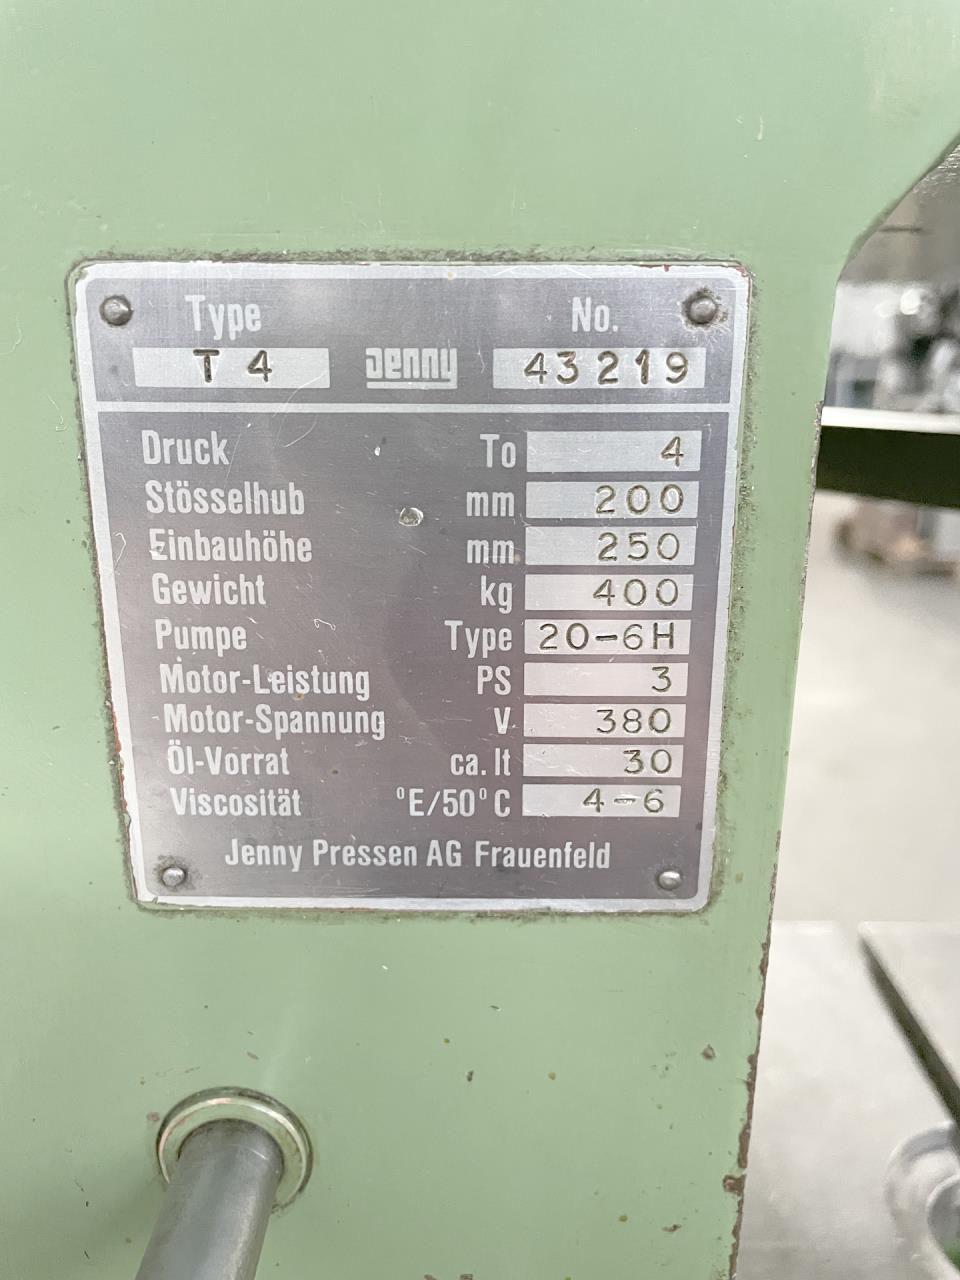 Type No.
T 4 Jenny 43219
Druck To 4
Stösselhub mm 200
Einbauhöhe mm 250
Gewicht kg 400
Pumpe Type 20-6H
Motor-Leistung PS 3
Motor-Spannung V 380
Öl-Vorrat ca. lt 30
Viscosität °E/50°C 4-6
Jenny Pressen AG Frauenfeld